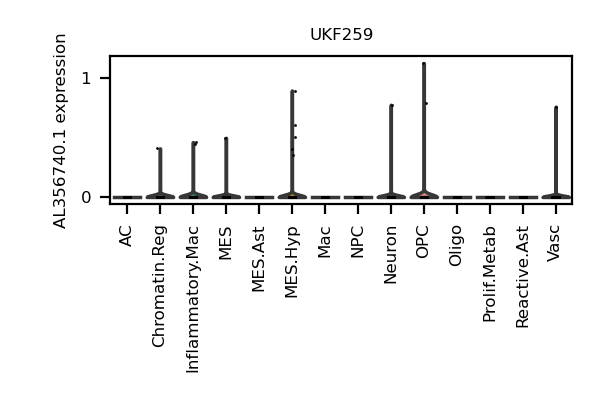 UKF259
AL356740.1 expression
1
0
AC
Chromatin.Reg
Inflammatory.Mac
MES
MES.Ast
MES.Hyp
Mac
NPC
Neuron
OPC
Oligo
Prolif.Metab
Reactive.Ast
Vasc